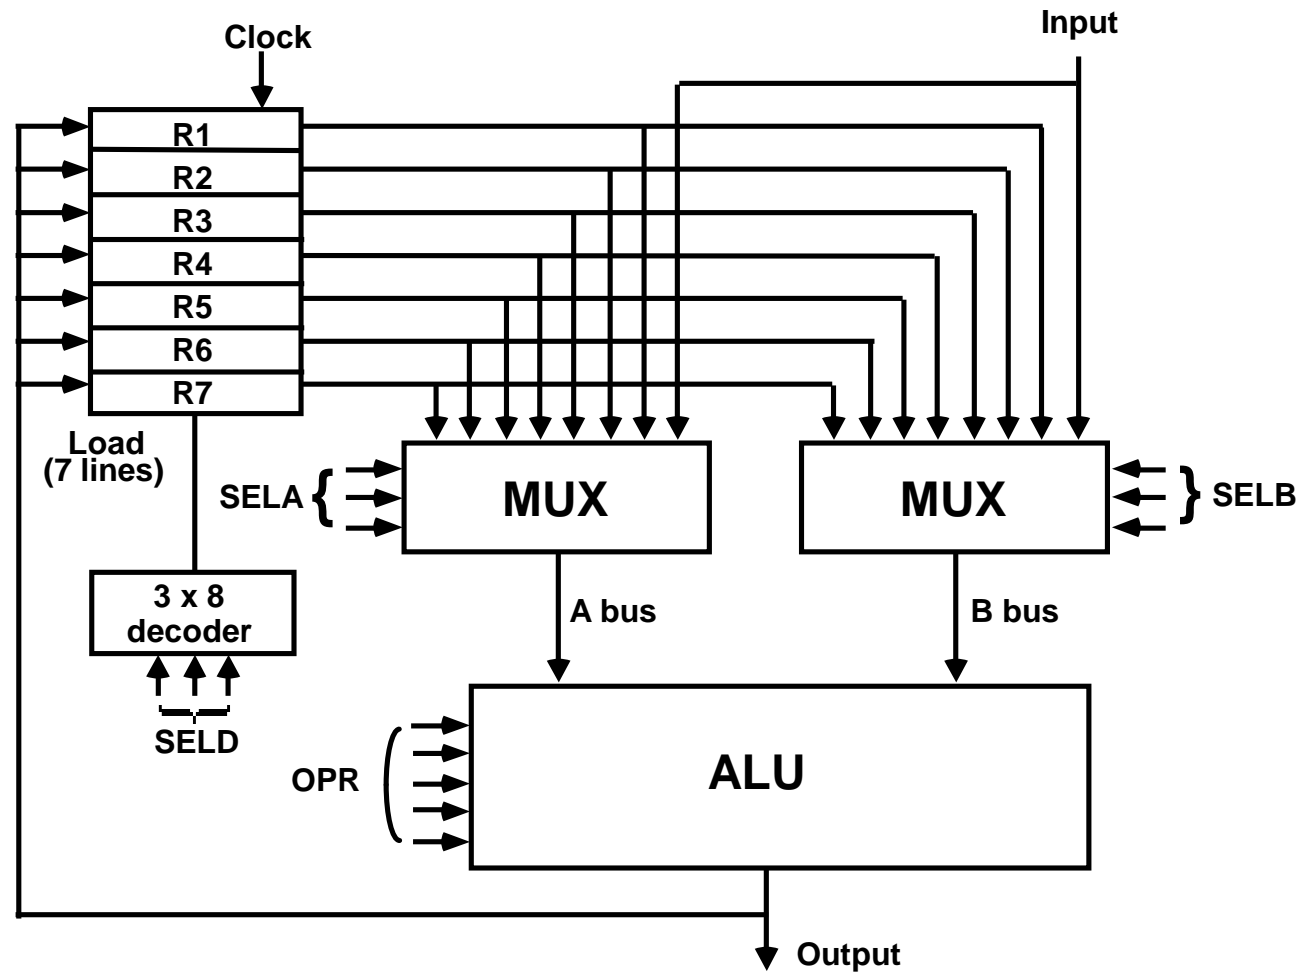 Clock
Input
R1
R2
R3
R4
R5
R6
R7
Load
(7 lines)
SELA {
MUX
MUX
} SELB
3 x 8
decoder
A bus
B bus
SELD
OPR
ALU
Output